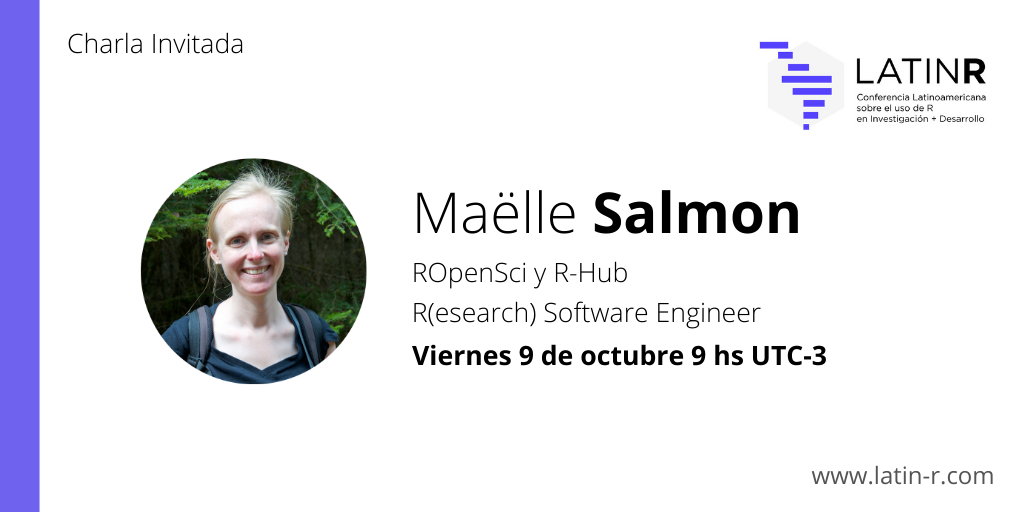 Charla Invitada
LATINR
Conferencia Latinoamericana
sobre el uso de R
en Investigación + Desarrollo
Maëlle Salmon
ROpenSci y R-Hub
R(esearch) Software Engineer
Viernes 9 de octubre 9 hs UTC-3
www.latin-r.com